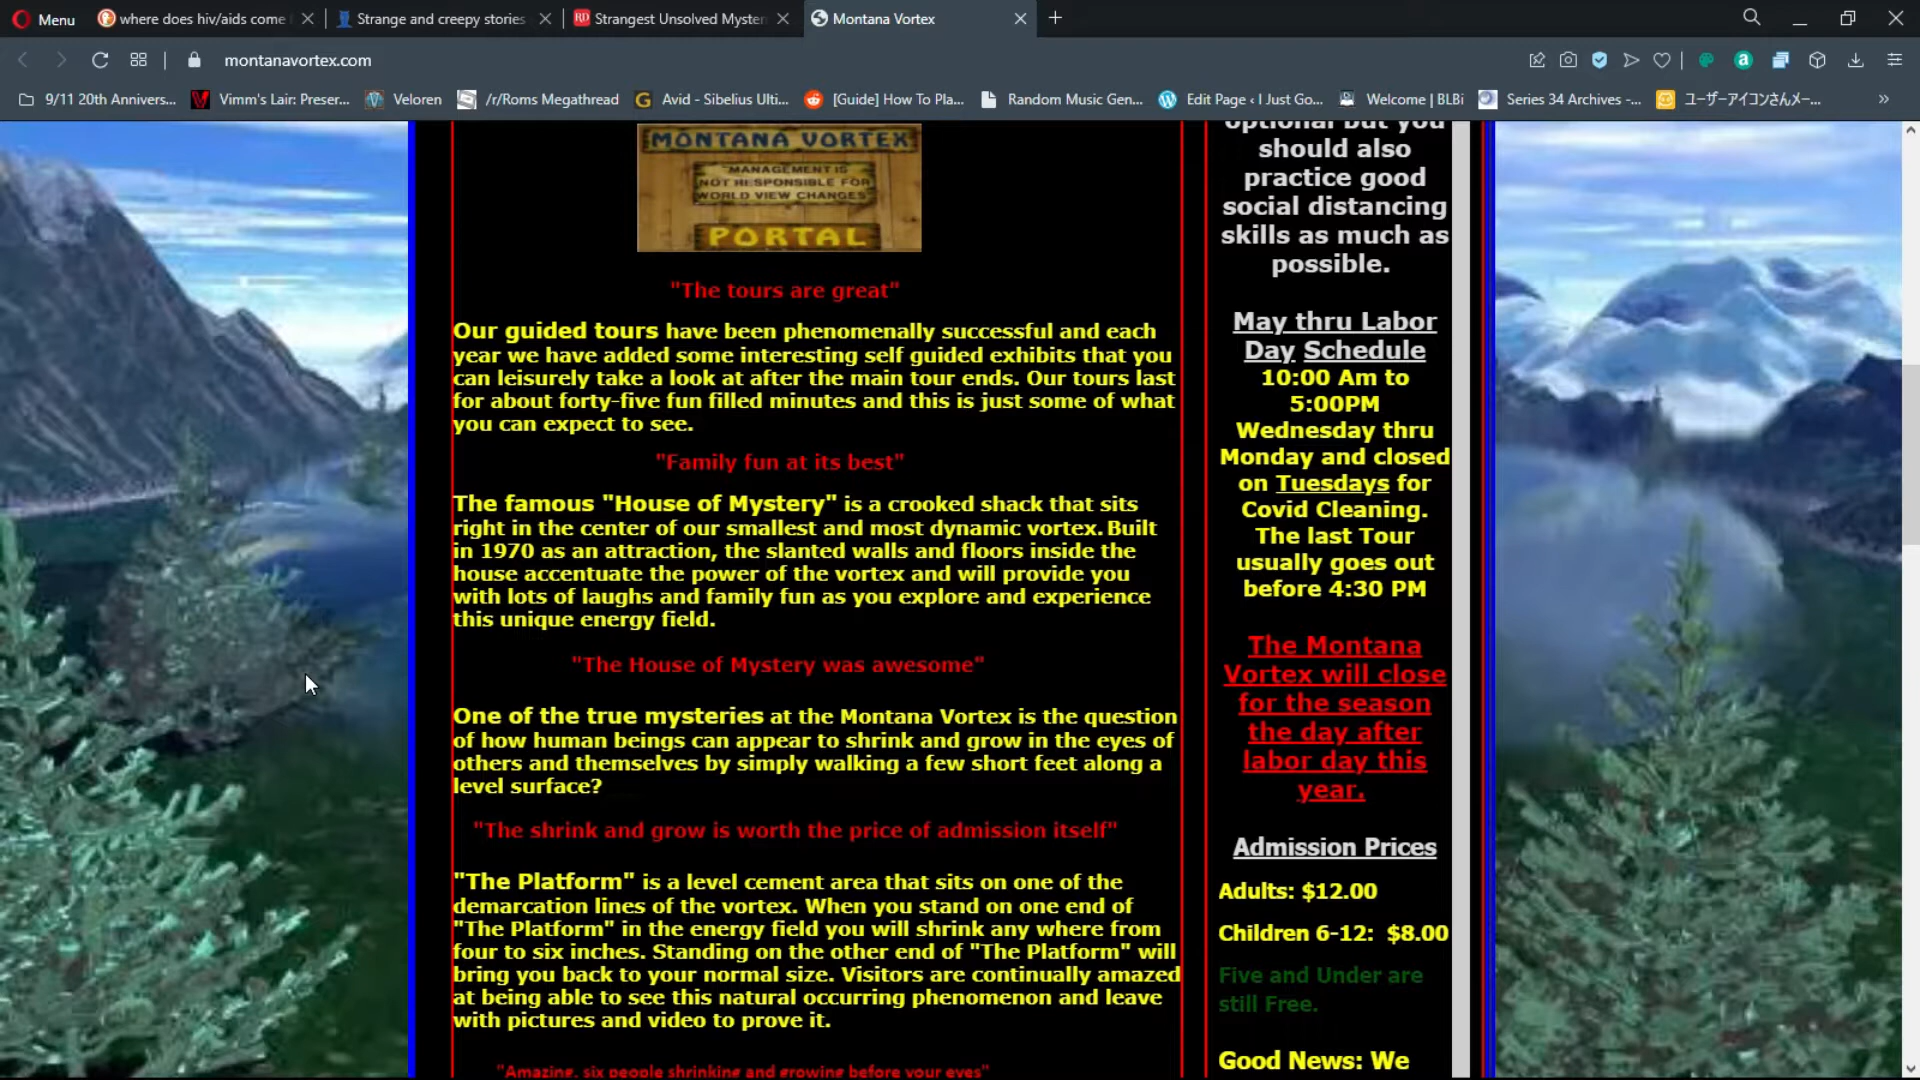 Menu
where does hiv/aids come
Strange and creepy stories
Strangest Unsolved Myster
Montana Vortex
montanavortex.com
9/11 20th Annivers...
Vimm's Lair: Preser...
Veloren
/r/Roms Megathread
Avid - Sibelius Ulti...
[Guide] How To Pla...
Random Music Gen...
Edit Page ‹ I Just Go...
Welcome | BLBi
Series 34 Archives -...
ユーザーアイコンさんメー...
MONTANA VORTEX
MANAGEMENT IS
NOT RESPONSIBLE FOR
WORLD VIEW CHANGES
PORTAL
"The tours are great"
Our guided tours have been phenomenally successful and each
year we have added some interesting self guided exhibits that you
can leisurely take a look at after the main tour ends. Our tours last
for about forty-five fun filled minutes and this is just some of what
you can expect to see.
"Family fun at its best"
The famous "House of Mystery" is a crooked shack that sits
right in the center of our smallest and most dynamic vortex. Built
in 1970 as an attraction, the slanted walls and floors inside the
house accentuate the power of the vortex and will provide you
with lots of laughs and family fun as you explore and experience
this unique energy field.
"The House of Mystery was awesome"
One of the true mysteries at the Montana Vortex is the question
of how human beings can appear to shrink and grow in the eyes of
others and themselves by simply walking a few short feet along a
level surface?
"The shrink and grow is worth the price of admission itself"
"The Platform" is a level cement area that sits on one of the
demarcation lines of the vortex. When you stand on one end of
"The Platform" in the energy field you will shrink any where from
four to six inches. Standing on the other end of "The Platform" will
bring you back to your normal size. Visitors are continually amazed
at being able to see this natural occurring phenomenon and leave
with pictures and video to prove it.
"Amazing, six people shrinking and growing before your eyes"
optional but you
should also
practice good
social distancing
skills as much as
possible.
May thru Labor
Day Schedule
10:00 Am to
5:00PM
Wednesday thru
Monday and closed
on Tuesdays for
Covid Cleaning.
The last Tour
usually goes out
before 4:30 PM
The Montana
Vortex will close
for the season
the day after
labor day this
year.
Admission Prices
Adults: $12.00
Children 6-12: $8.00
Five and Under are
still Free.
Good News: We